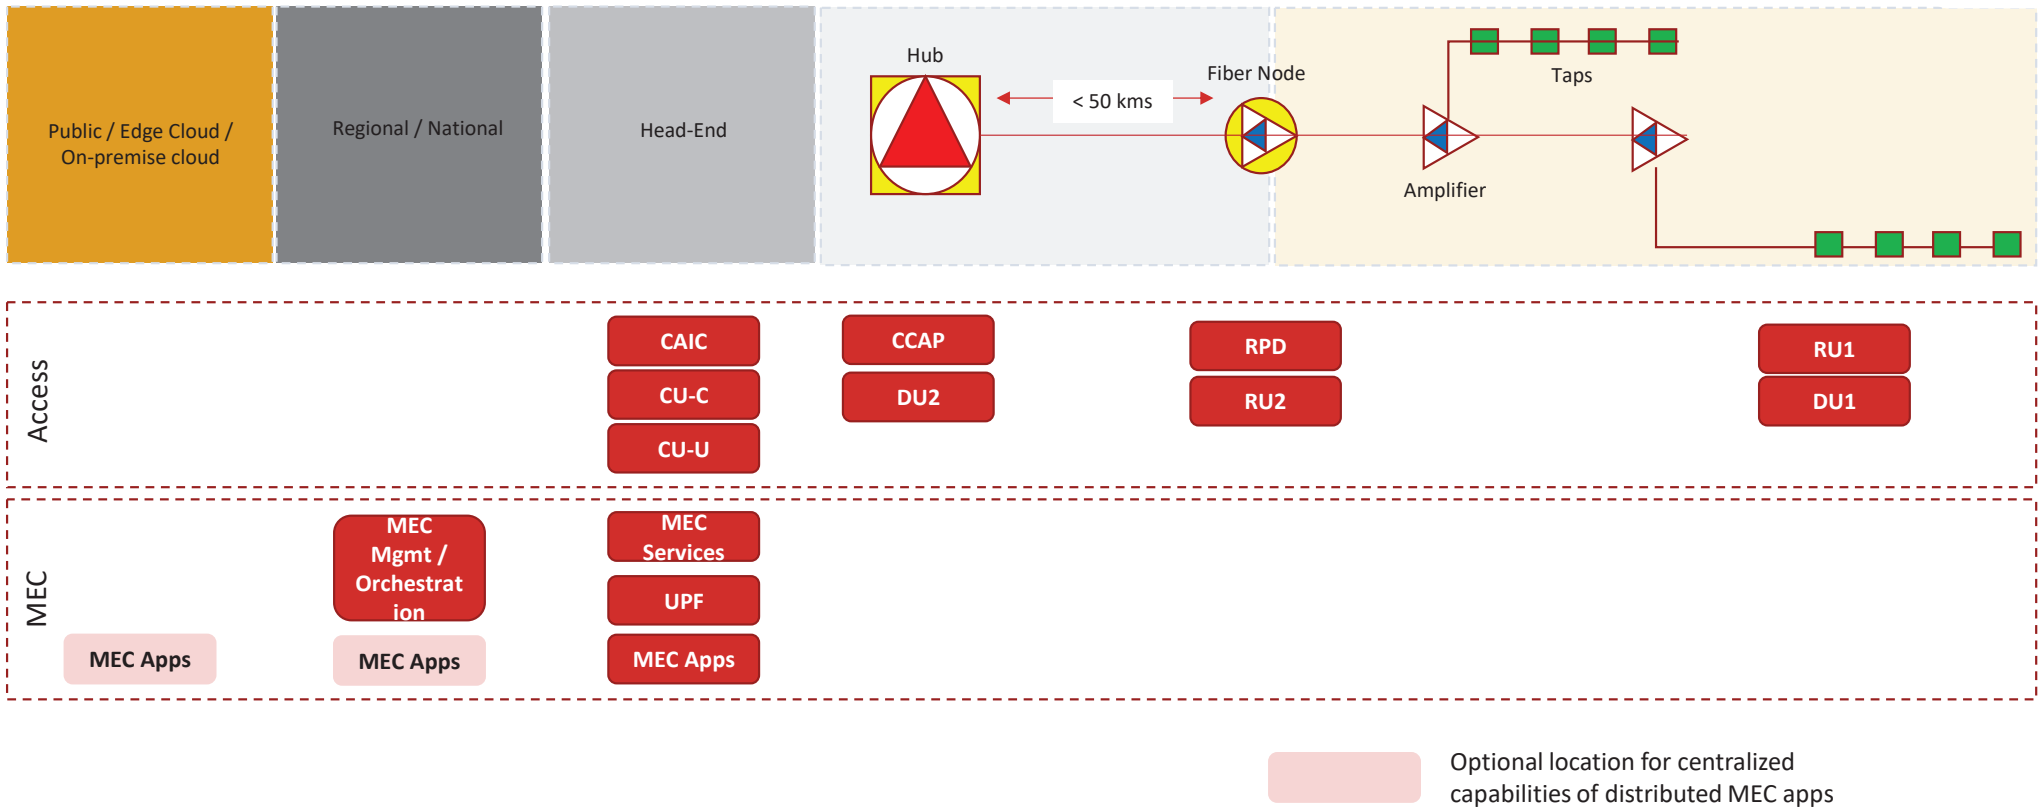 Public / Edge Cloud /
On-premise cloud
Regional / National
Head-End
Hub
< 50 kms
Fiber Node
Taps
Amplifier
Access
CAIC
CU-C
CU-U
CCAP
DU2
RPD
RU2
RU1
DU1
MEC
MEC Apps
MEC
Mgmt /
Orchestrat
ion
MEC Apps
MEC
Services
UPF
MEC Apps
Optional location for centralized
capabilities of distributed MEC apps